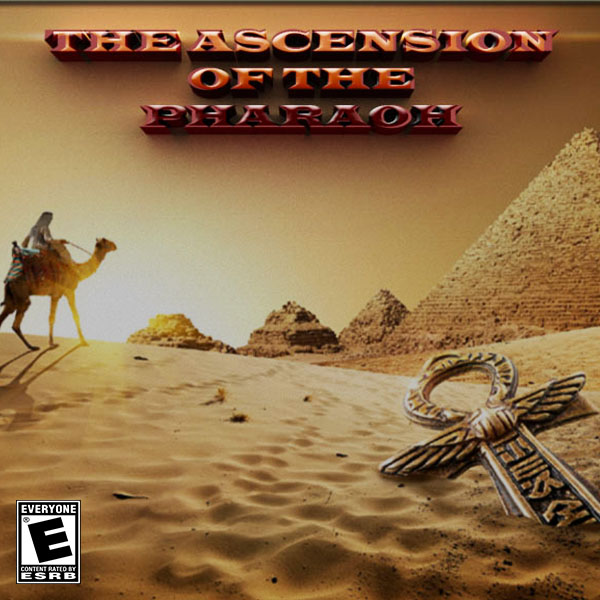 THE ASCENSION
OF THE
PHARAOH
EVERYONE
E
CONTENT RATED BY
ESRB